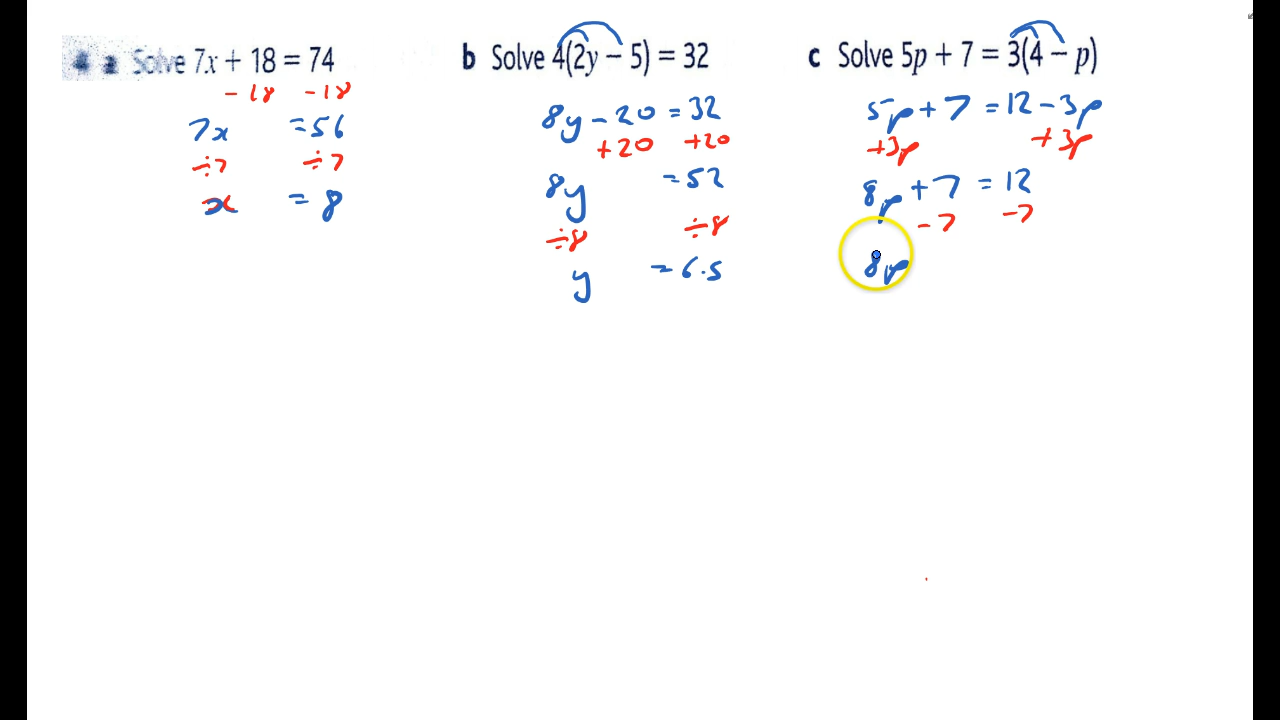 4 a Solve 7x + 18 = 74
- 18 - 18
7x = 56
÷7 ÷7
x = 8
b Solve 4(2y − 5) = 32
8y - 20 = 32
+20 +20
8y = 52
÷8 ÷8
y = 6.5
c Solve 5p + 7 = 3(4 − p)
5p + 7 = 12 - 3p
+3p +3p
8p + 7 = 12
-7 -7
8p